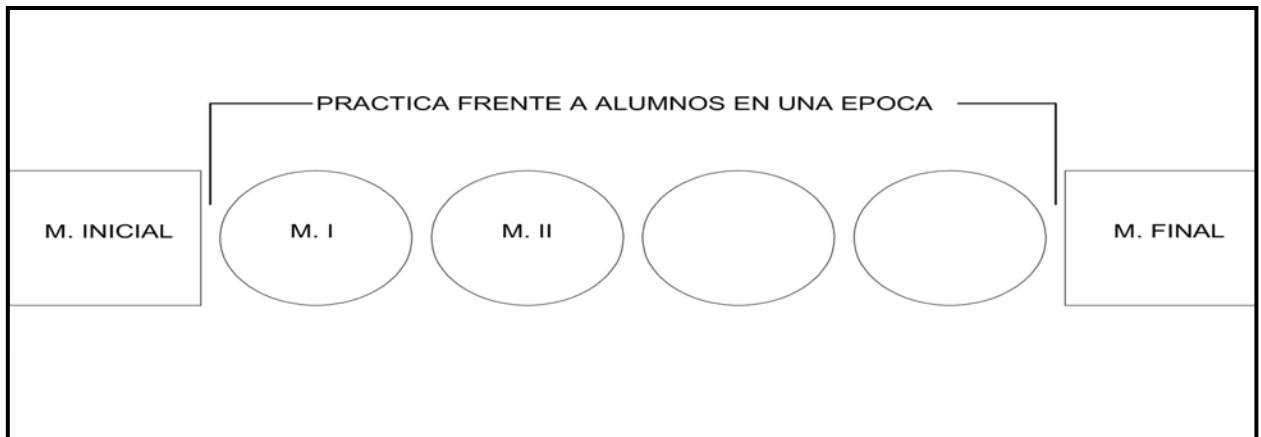 PRACTICA FRENTE A ALUMNOS EN UNA EPOCA
M. INICIAL
M. I
M. II
M. FINAL